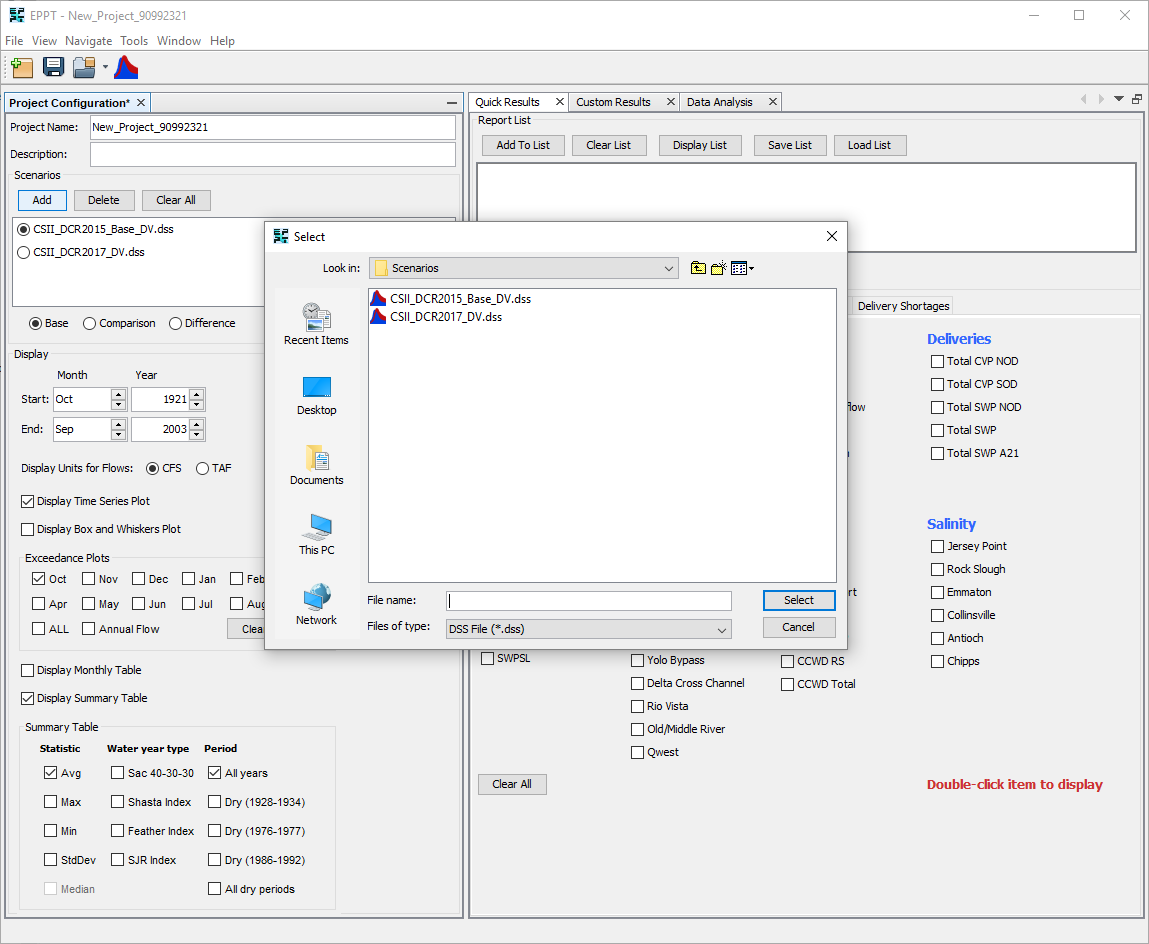 EPPT - New_Project_90992321
File View Navigate Tools Window Help
Project Configuration*
Project Name: New_Project_90992321
Description:
Scenarios
Add Delete Clear All
CSII_DCR2015_Base_DV.dss
CSII_DCR2017_DV.dss
Base Comparison Difference
Display
Month Year
Start: Oct 1921
End: Sep 2003
Display Units for Flows: CFS TAF
Display Time Series Plot
Display Box and Whiskers Plot
Exceedance Plots
Oct Nov Dec Jan Feb
Apr May Jun Jul Aug
ALL Annual Flow Clea
Display Monthly Table
Display Summary Table
Summary Table
Statistic Water year type Period
Avg Sac 40-30-30 All years
Max Shasta Index Dry (1928-1934)
Min Feather Index Dry (1976-1977)
StdDev SJR Index Dry (1986-1992)
Median All dry periods
Quick Results Custom Results Data Analysis
Report List
Add To List Clear List Display List Save List Load List
Select
Look in: Scenarios
CSII_DCR2015_Base_DV.dss
CSII_DCR2017_DV.dss
Recent Items
Desktop
Documents
This PC
Network
File name: Select
Files of type: DSS File (*.dss) Cancel
Delivery Shortages
Deliveries
Total CVP NOD
Total CVP SOD
Total SWP NOD
Total SWP
Total SWP A21
Salinity
Jersey Point
Rock Slough
Emmaton
Collinsville
Antioch
Chipps
SWPSL
Yolo Bypass
Delta Cross Channel
Rio Vista
Old/Middle River
Qwest
CCWD RS
CCWD Total
Clear All
Double-click item to display